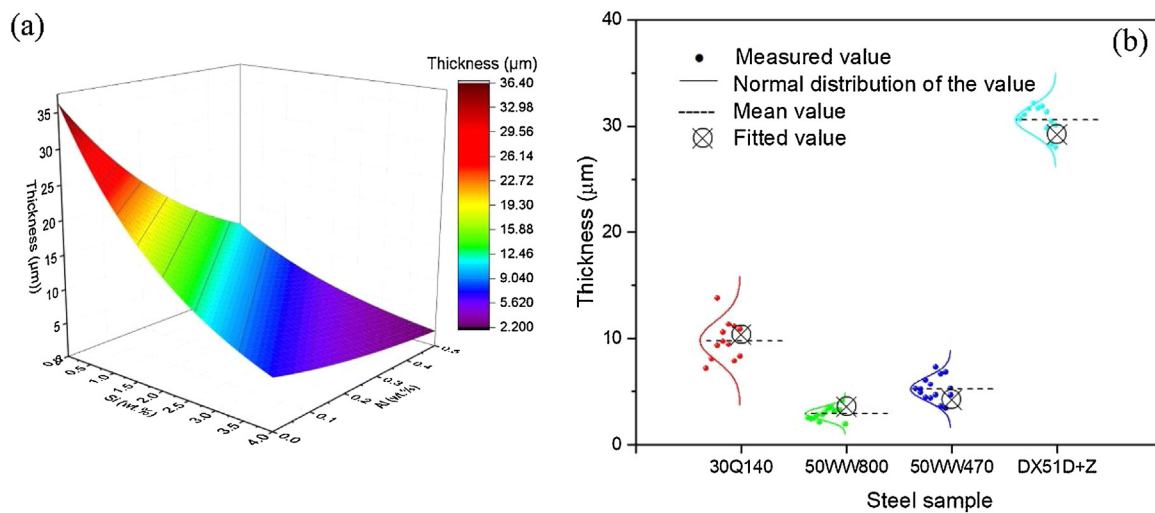 (a)
Thickness (μm)
36.40
32.98
29.56
26.14
22.72
19.30
15.88
12.46
9.040
5.620
2.200
35
30
25
20
15
10
5
Thickness (μm))
0.5
1.0
1.5
2.0
2.5
3.0
3.5
4.0
Si (wt.%)
0.0
0.1
0.2
0.3
0.4
0.5
Al (wt.%)
(b)
Measured value
Normal distribution of the value
Mean value
Fitted value
40
30
20
10
0
Thickness (μm)
30Q140 50WW800 50WW470 DX51D+Z
Steel sample